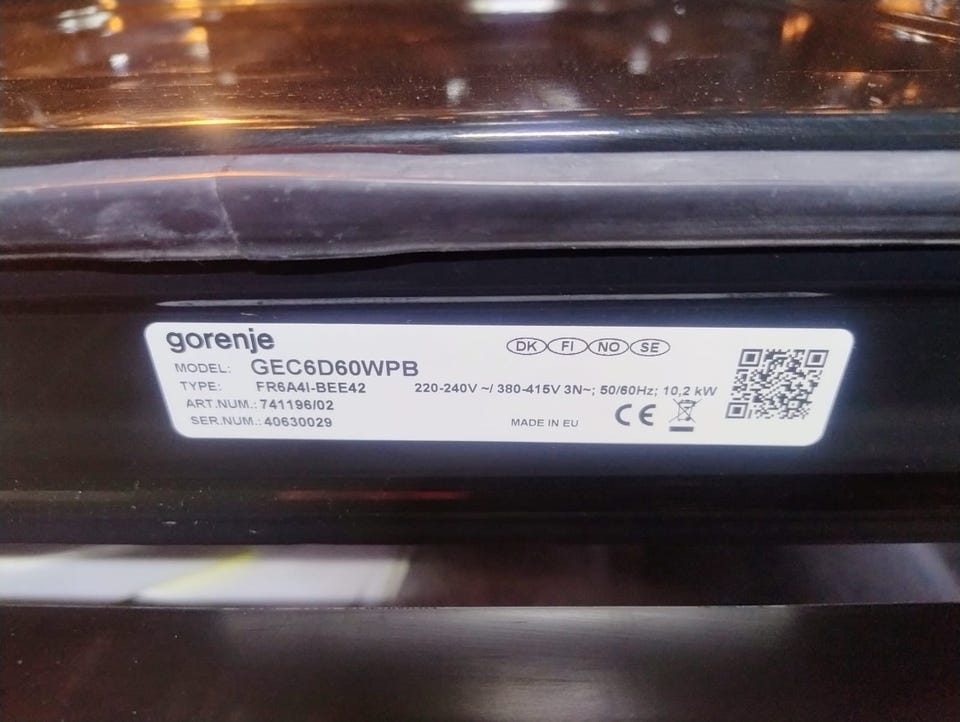 gorenje
DK FI NO SE
MODEL: GEC6D60WPB
TYPE: FR6A4I-BEE42
220-240V ~/ 380-415V 3N~; 50/60Hz; 10,2 kW
ART.NUM.: 741196/02
SER.NUM.: 40630029
MADE IN EU
CE